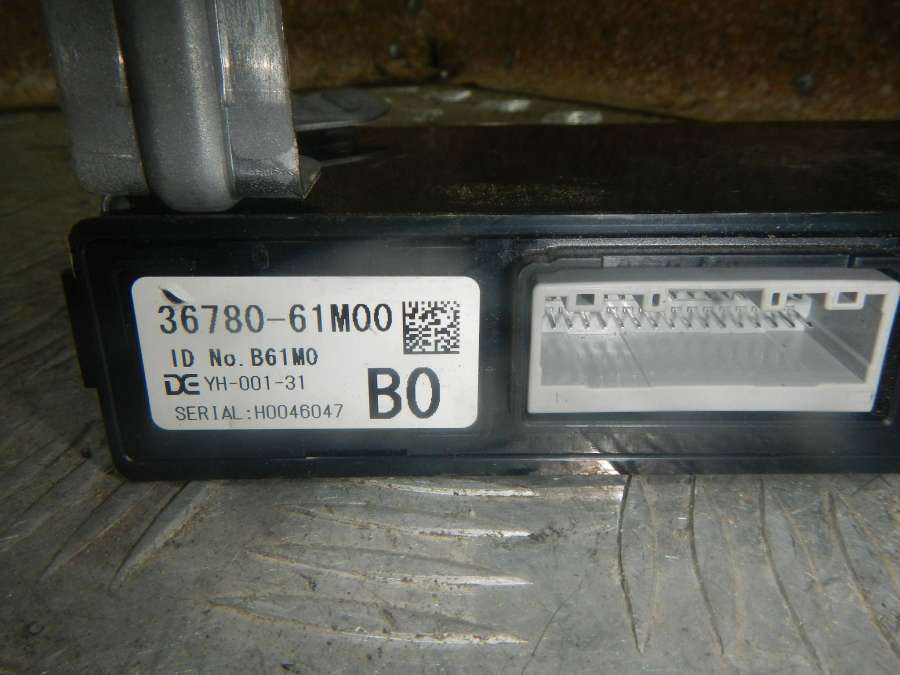 36780-61M00
ID No.B61M0
DE YH-001-31
B0
SERIAL:H0046047